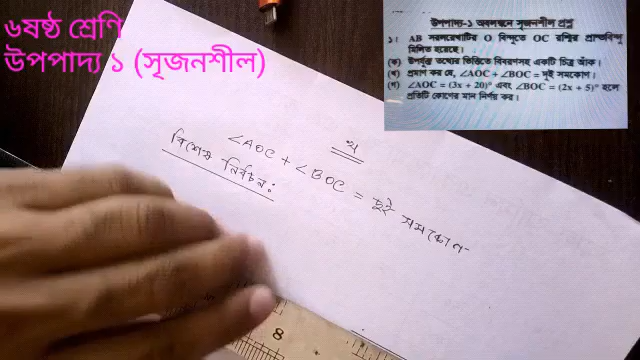 ৬ষষ্ঠ শ্রেণি
উপপাদ্য ১ (সৃজনশীল)
উপপাদ্য-১ অবলম্বনে সৃজনশীল প্রশ্ন
১। AB সরলরেখাটির O বিন্দুতে OC রশ্মির প্রান্তবিন্দু
মিলিত হয়েছে।
(ক) উপর্যুক্ত তথ্যের ভিত্তিতে বিবরণসহ একটি চিত্র আঁক।
(খ) প্রমাণ কর যে, ∠AOC + ∠BOC = দুই সমকোণ।
(গ) ∠AOC = (3x + 20)° এবং ∠BOC = (2x + 5)° হলে
প্রতিটি কোণের মান নির্ণয় কর।
খ
∠AOC + ∠BOC = দুই সমকোণ
বিশেষ নির্বচন:
8